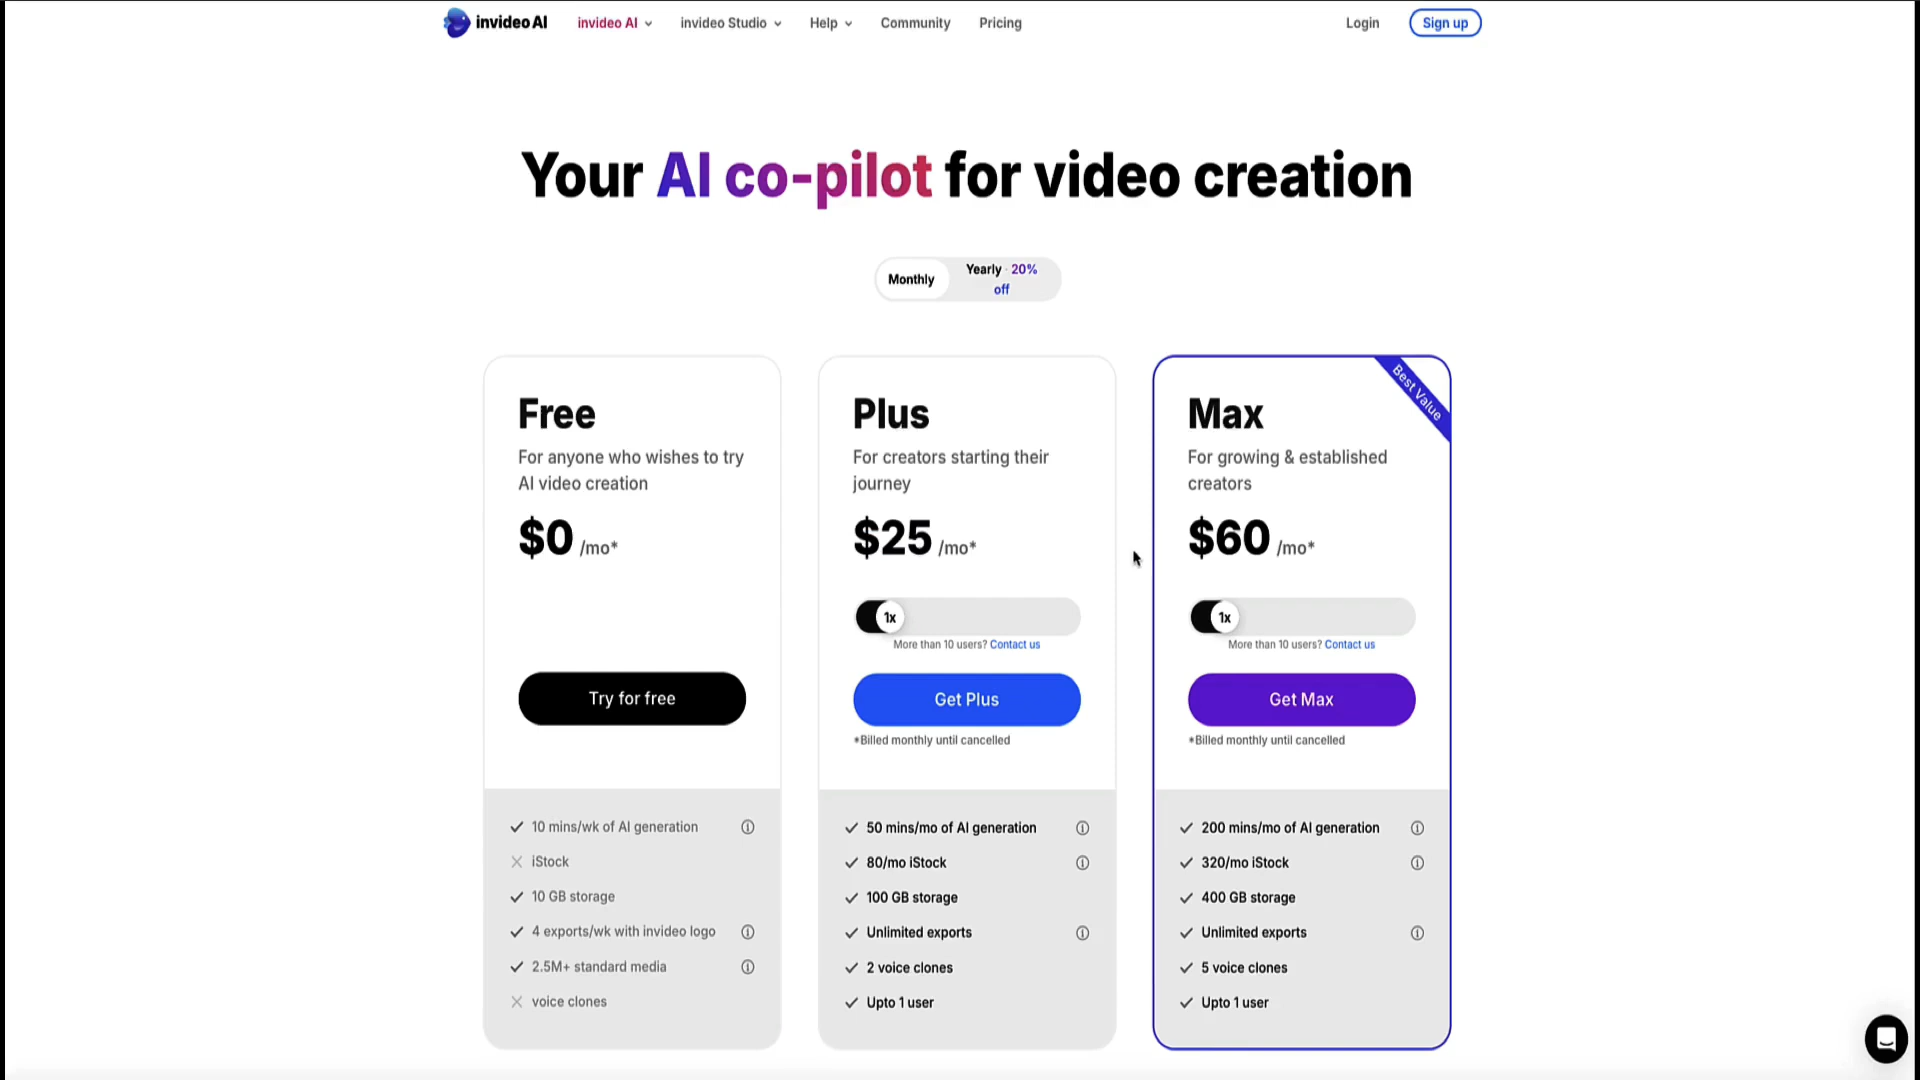 invideo AI
invideo AI
invideo Studio
Help
Community
Pricing
Login
Sign up
Your AI co-pilot for video creation
Monthly
Yearly · 20%
off
Free
For anyone who wishes to try
AI video creation
$0 /mo*
Try for free
10 mins/wk of AI generation
iStock
10 GB storage
4 exports/wk with invideo logo
2.5M+ standard media
voice clones
Plus
For creators starting their
journey
$25 /mo*
1x
More than 10 users? Contact us
Get Plus
*Billed monthly until cancelled
50 mins/mo of AI generation
80/mo iStock
100 GB storage
Unlimited exports
2 voice clones
Upto 1 user
Best Value
Max
For growing & established
creators
$60 /mo*
1x
More than 10 users? Contact us
Get Max
*Billed monthly until cancelled
200 mins/mo of AI generation
320/mo iStock
400 GB storage
Unlimited exports
5 voice clones
Upto 1 user